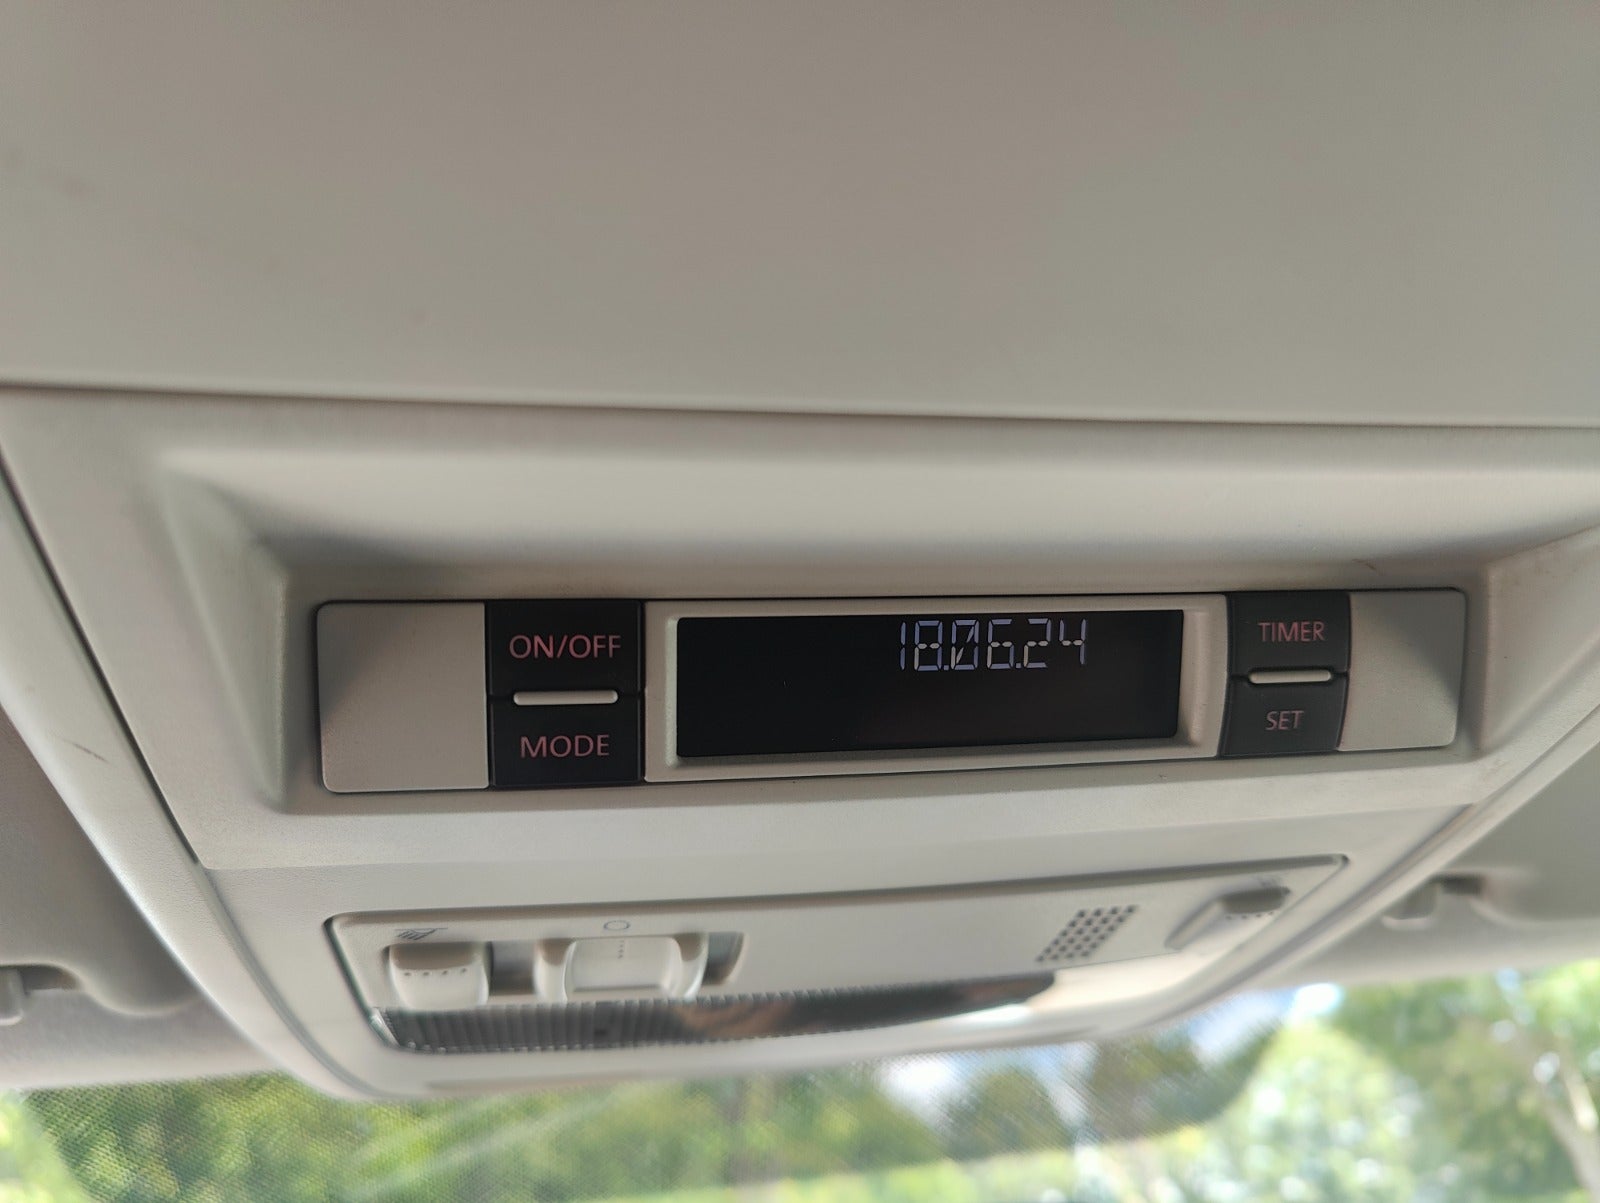 ON/OFF
18.06.24
TIMER
MODE
SET